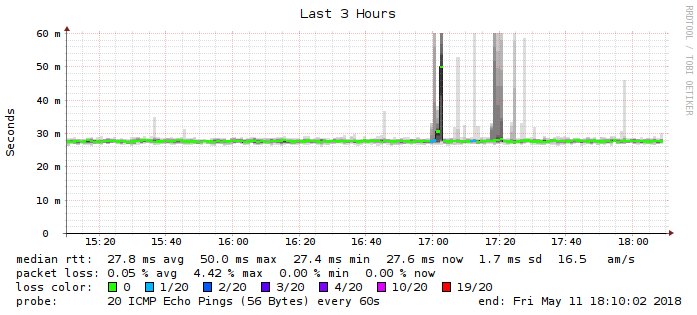 Last 3 Hours
RRDTOOL / TOBI OETIKER
Seconds
60 m
50 m
40 m
30 m
20 m
10 m
0
15:20 15:40 16:00 16:20 16:40 17:00 17:20 17:40 18:00
median rtt: 27.8 ms avg 50.0 ms max 27.4 ms min 27.6 ms now 1.7 ms sd 16.5 am/s
packet loss: 0.05 % avg 4.42 % max 0.00 % min 0.00 % now
loss color: 0 1/20 2/20 3/20 4/20 10/20 19/20
probe: 20 ICMP Echo Pings (56 Bytes) every 60s end: Fri May 11 18:10:02 2018